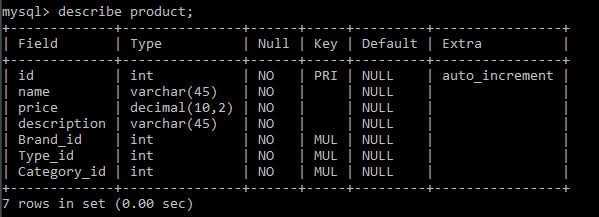 mysql> describe product;
+-------------+---------------+------+-----+---------+----------------+
| Field       | Type          | Null | Key | Default | Extra          |
+-------------+---------------+------+-----+---------+----------------+
| id          | int           | NO   | PRI | NULL    | auto_increment |
| name        | varchar(45)   | NO   |     | NULL    |                |
| price       | decimal(10,2) | NO   |     | NULL    |                |
| description | varchar(45)   | NO   |     | NULL    |                |
| Brand_id    | int           | NO   | MUL | NULL    |                |
| Type_id     | int           | NO   | MUL | NULL    |                |
| Category_id | int           | NO   | MUL | NULL    |                |
+-------------+---------------+------+-----+---------+----------------+
7 rows in set (0.00 sec)